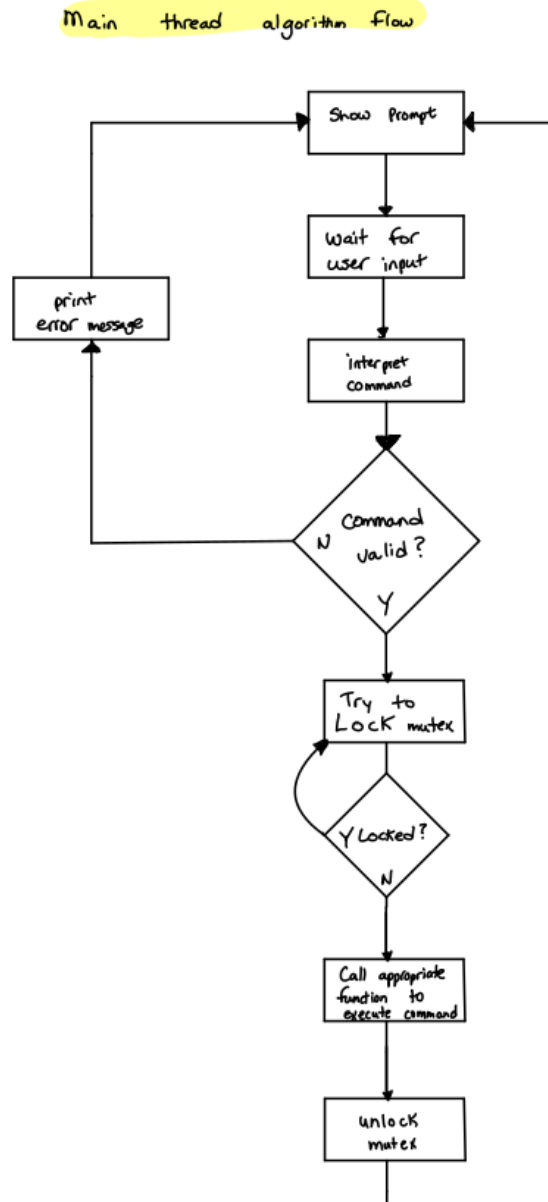 Main thread algorithm flow
Show Prompt
Wait for
user input
print
error message
interpret
command
Command
N
valid?
Y
Try to
Lock mutex
Y Locked?
N
Call appropriate
function to
execute command
unlock
mutex